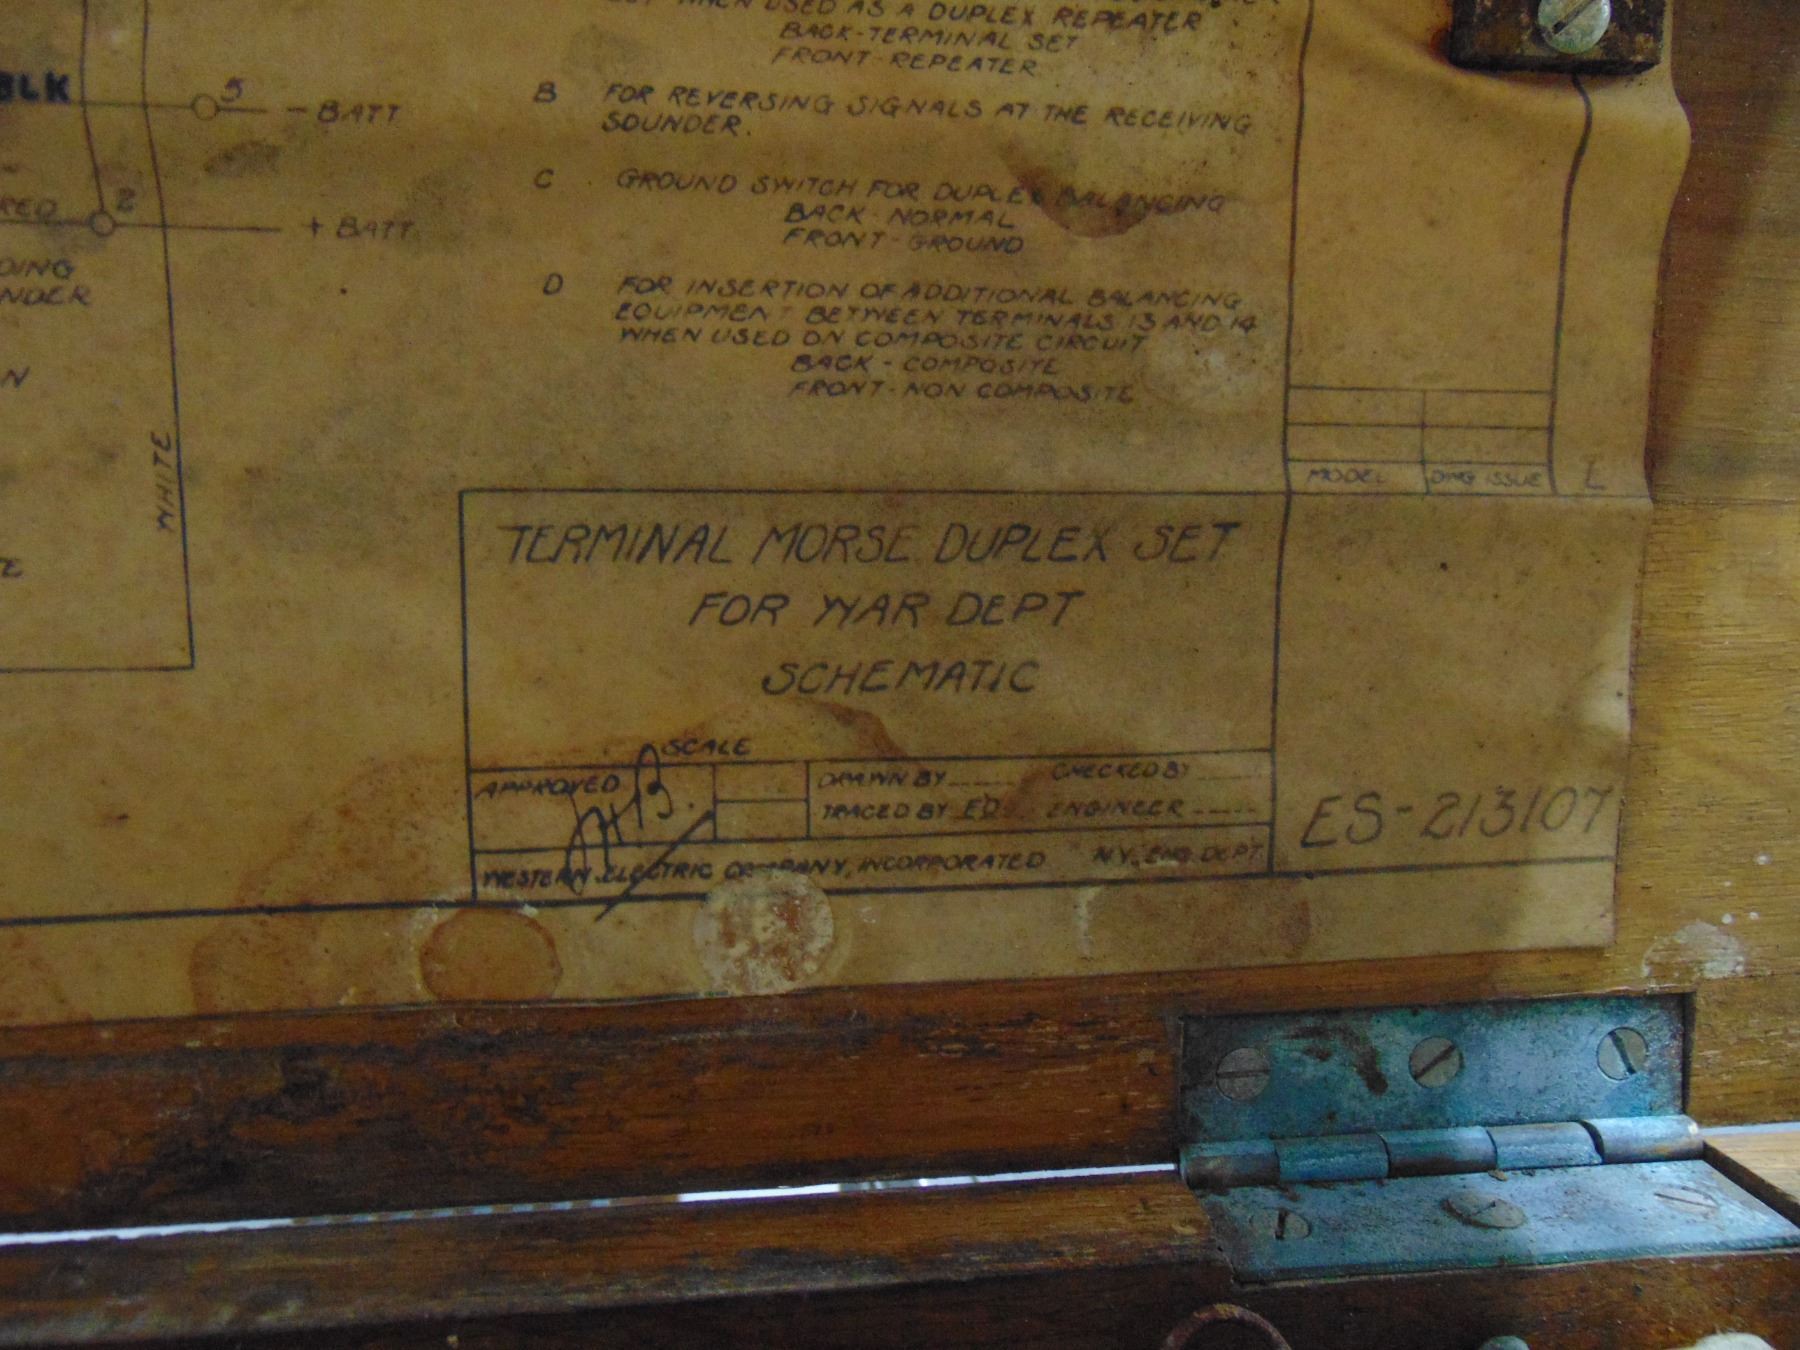 WHEN USED AS A DUPLEX REPEATER
BACK-TERMINAL SET
FRONT-REPEATER
BLK
5
- BATT
B FOR REVERSING SIGNALS AT THE RECEIVING
SOUNDER.
C GROUND SWITCH FOR DUPLEX BALANCING
BACK - NORMAL
FRONT - GROUND
RED
2
+ BATT
D FOR INSERTION OF ADDITIONAL BALANCING
EQUIPMENT BETWEEN TERMINALS 13 AND 14
WHEN USED ON COMPOSITE CIRCUIT
BACK - COMPOSITE
FRONT - NON COMPOSITE
DING
NDER
N
WHITE
TE
MODEL DWG ISSUE L
TERMINAL MORSE DUPLEX SET
FOR WAR DEPT
SCHEMATIC
SCALE
APPROVED
DRAWN BY CHECKED BY
TRACED BY ED. ENGINEER
WESTERN ELECTRIC COMPANY, INCORPORATED N.Y. ENG. DEPT.
ES-213107